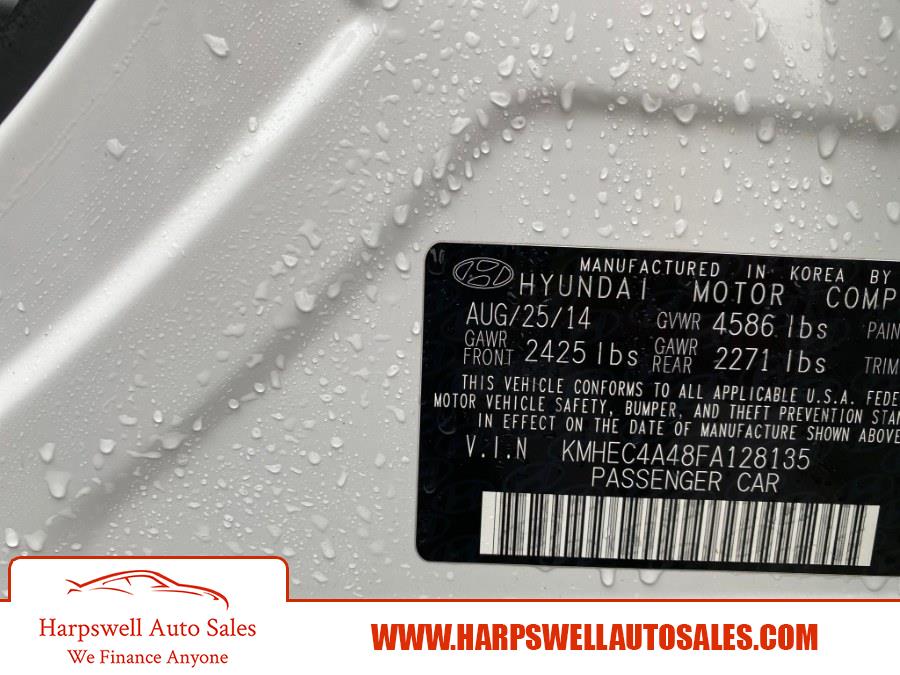 MANUFACTURED IN KOREA BY
HYUNDAI MOTOR COMP
AUG/25/14 GVWR 4586 lbs PAIN
GAWR FRONT 2425 lbs GAWR REAR 2271 lbs TRIM
THIS VEHICLE CONFORMS TO ALL APPLICABLE U.S.A. FEDE
MOTOR VEHICLE SAFETY, BUMPER, AND THEFT PREVENTION STAN
IN EFFECT ON THE DATE OF MANUFACTURE SHOWN ABOVE
V.I.N KMHEC4A48FA128135
PASSENGER CAR
Harpswell Auto Sales
We Finance Anyone
WWW.HARPSWELLAUTOSALES.COM